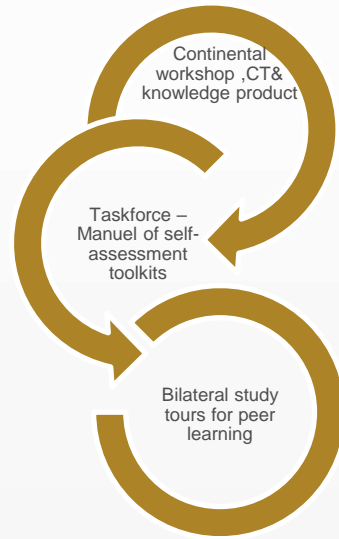 Continental
workshop ,CT&
knowledge product
Taskforce –
Manuel of self-
assessment
toolkits
Bilateral study
tours for peer
learning